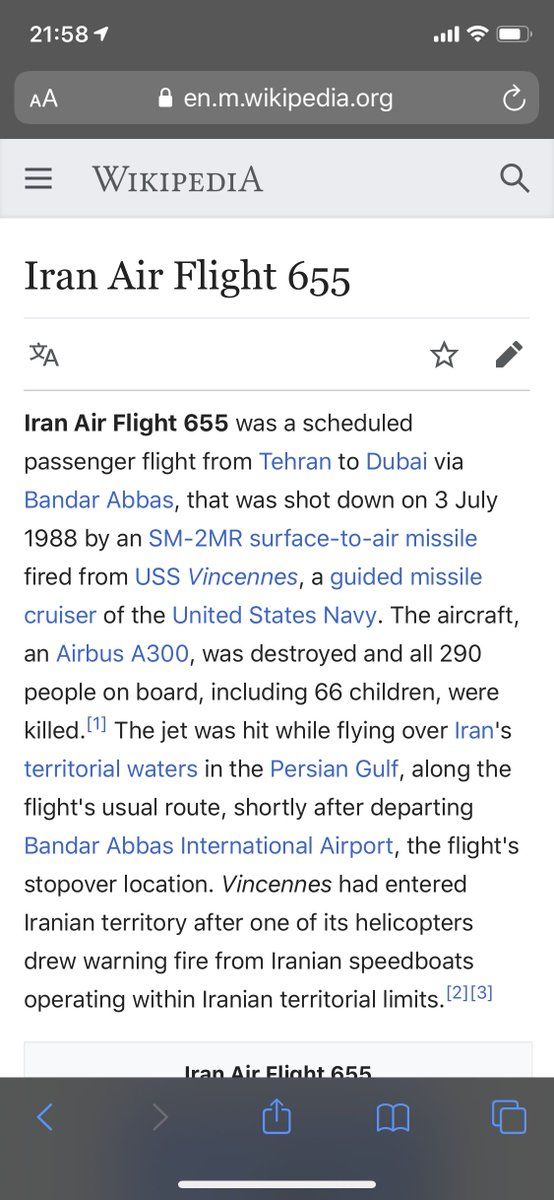 21:58
AA en.m.wikipedia.org
WIKIPEDIA
Iran Air Flight 655
文A
Iran Air Flight 655 was a scheduled
passenger flight from Tehran to Dubai via
Bandar Abbas, that was shot down on 3 July
1988 by an SM-2MR surface-to-air missile
fired from USS Vincennes, a guided missile
cruiser of the United States Navy. The aircraft,
an Airbus A300, was destroyed and all 290
people on board, including 66 children, were
killed.[1] The jet was hit while flying over Iran's
territorial waters in the Persian Gulf, along the
flight's usual route, shortly after departing
Bandar Abbas International Airport, the flight's
stopover location. Vincennes had entered
Iranian territory after one of its helicopters
drew warning fire from Iranian speedboats
operating within Iranian territorial limits.[2][3]
Iran Air Flight 655